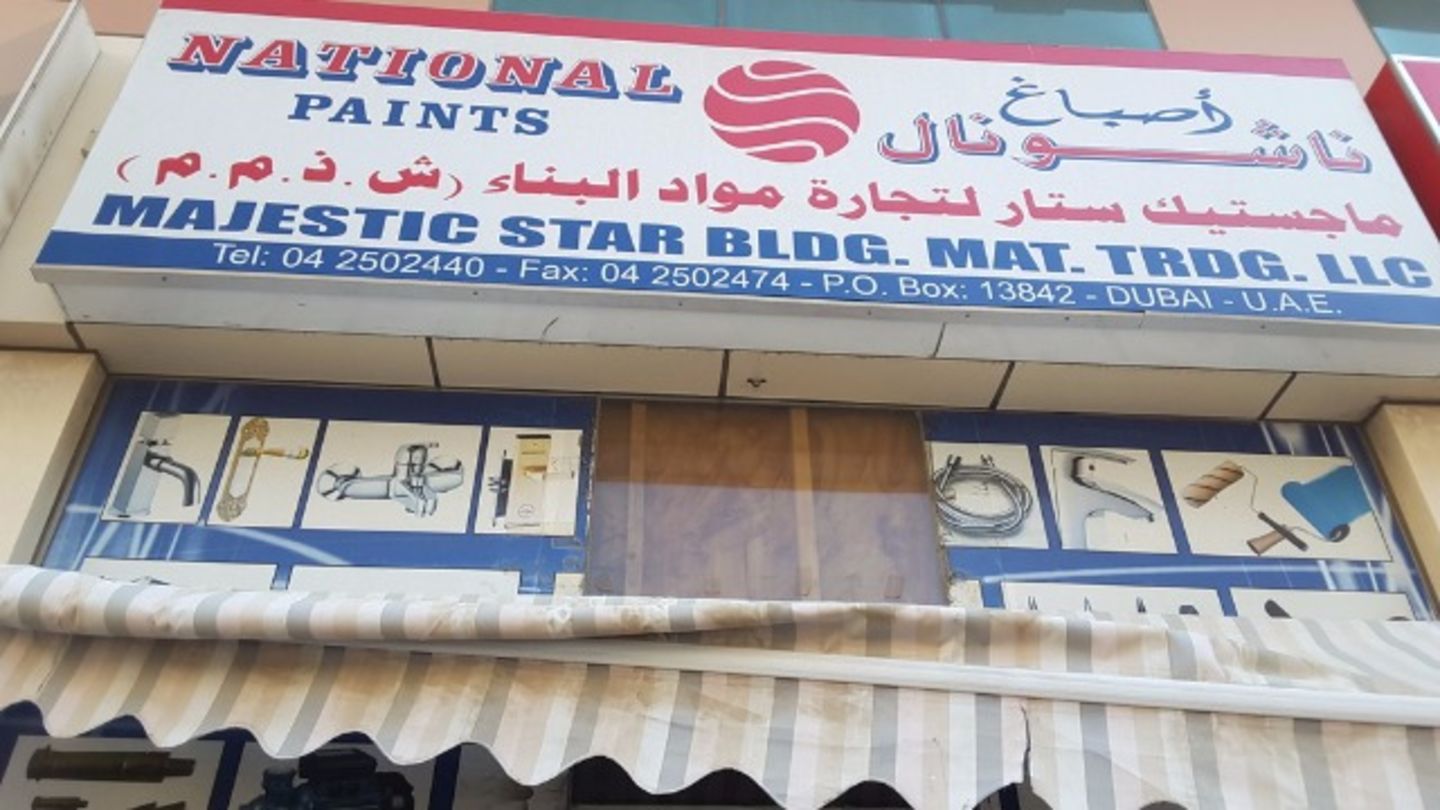 NATIONAL
PAINTS
أصباغ
ناشونال
ماجستيك ستار لتجارة مواد البناء (ش.ذ.م.م)
MAJESTIC STAR BLDG. MAT. TRDG. LLC
Tel: 04 2502440 - Fax: 04 2502474 - P.O. Box: 13842 - DUBAI - U.A.E.